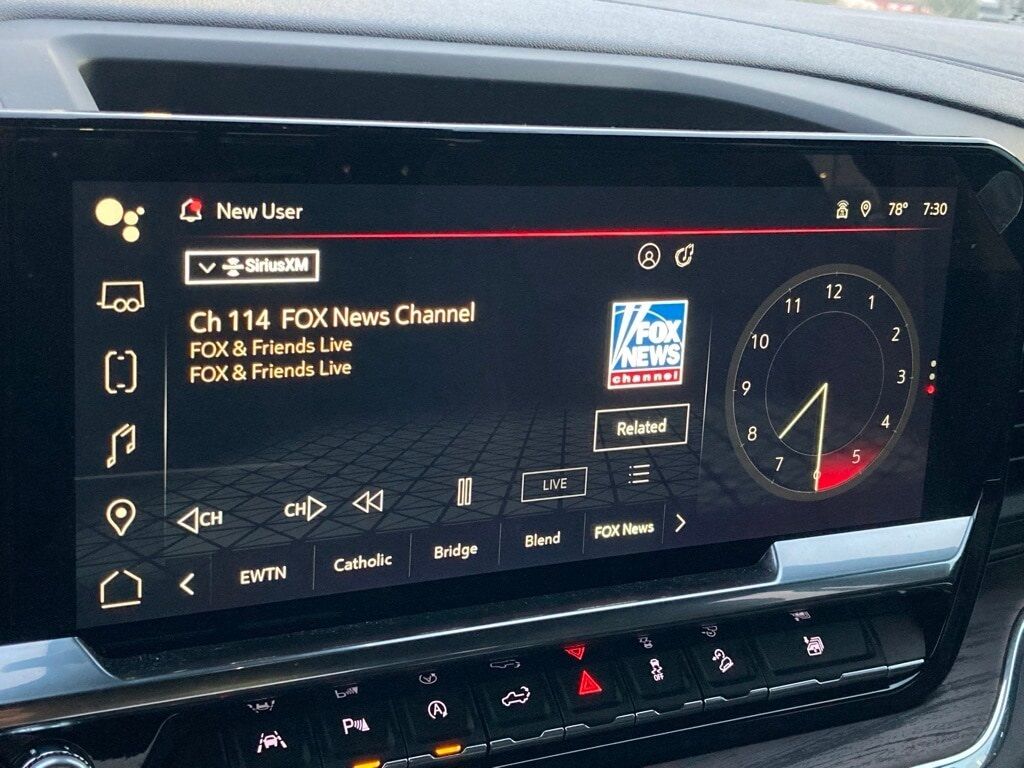 New User
78° 7:30
SiriusXM
Ch 114 FOX News Channel
FOX & Friends Live
FOX & Friends Live
FOX
NEWS
channel
Related
12
1
2
3
4
5
6
7
8
9
10
11
CH
CH
LIVE
EWTN
Catholic
Bridge
Blend
FOX News
P
A
OFF